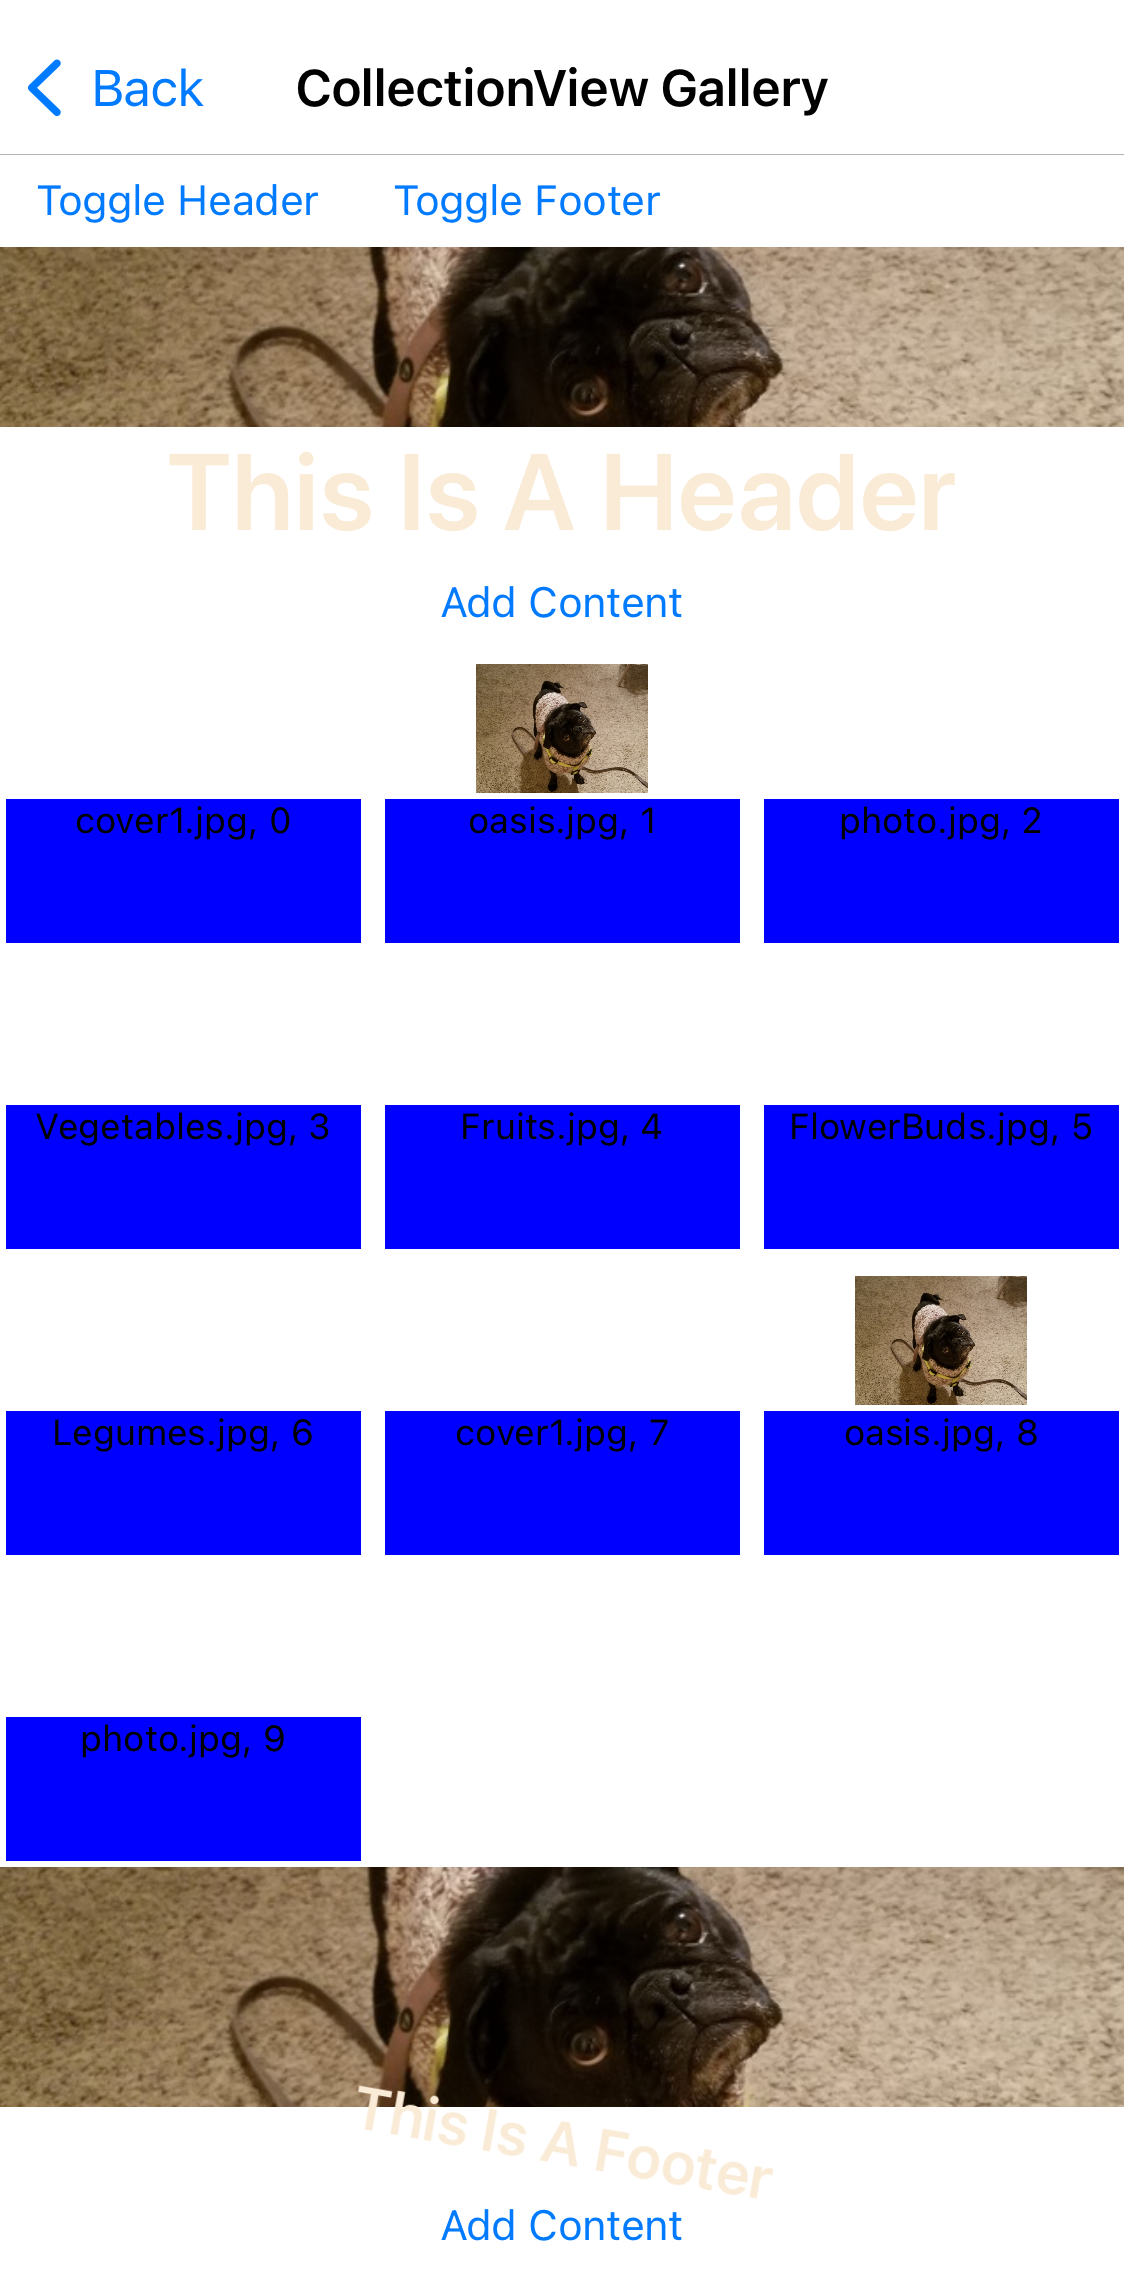 Back
CollectionView Gallery
Toggle Header
Toggle Footer
This Is A Header
Add Content
cover1.jpg, 0
oasis.jpg, 1
photo.jpg, 2
Vegetables.jpg, 3
Fruits.jpg, 4
FlowerBuds.jpg, 5
Legumes.jpg, 6
cover1.jpg, 7
oasis.jpg, 8
photo.jpg, 9
This Is A Footer
Add Content